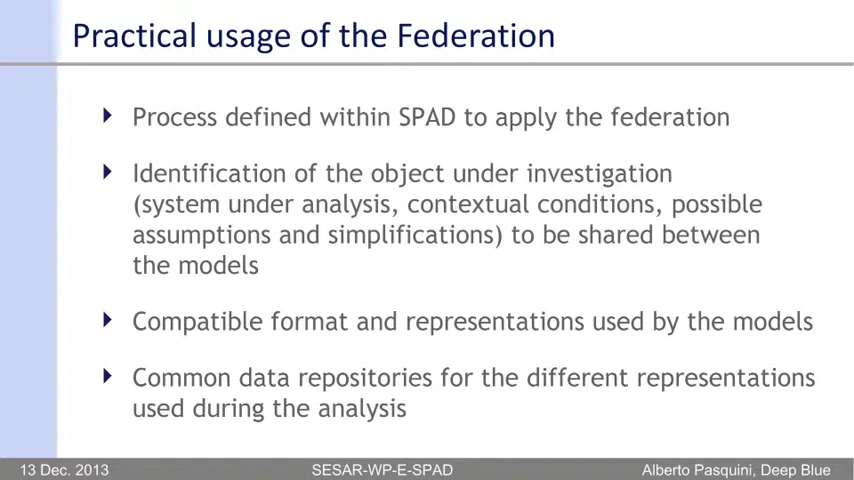 Practical usage of the Federation
Process defined within SPAD to apply the federation
Identification of the object under investigation
(system under analysis, contextual conditions, possible
assumptions and simplifications) to be shared between
the models
Compatible format and representations used by the models
Common data repositories for the different representations
used during the analysis
13 Dec. 2013 SESAR-WP-E-SPAD Alberto Pasquini, Deep Blue